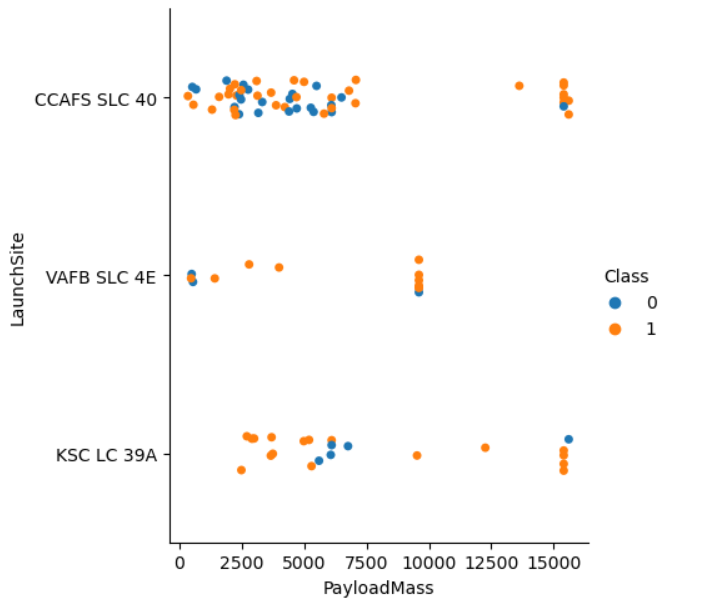 CCAFS SLC 40
VAFB SLC 4E
KSC LC 39A
LaunchSite
0 2500 5000 7500 10000 12500 15000
PayloadMass
Class
0
1